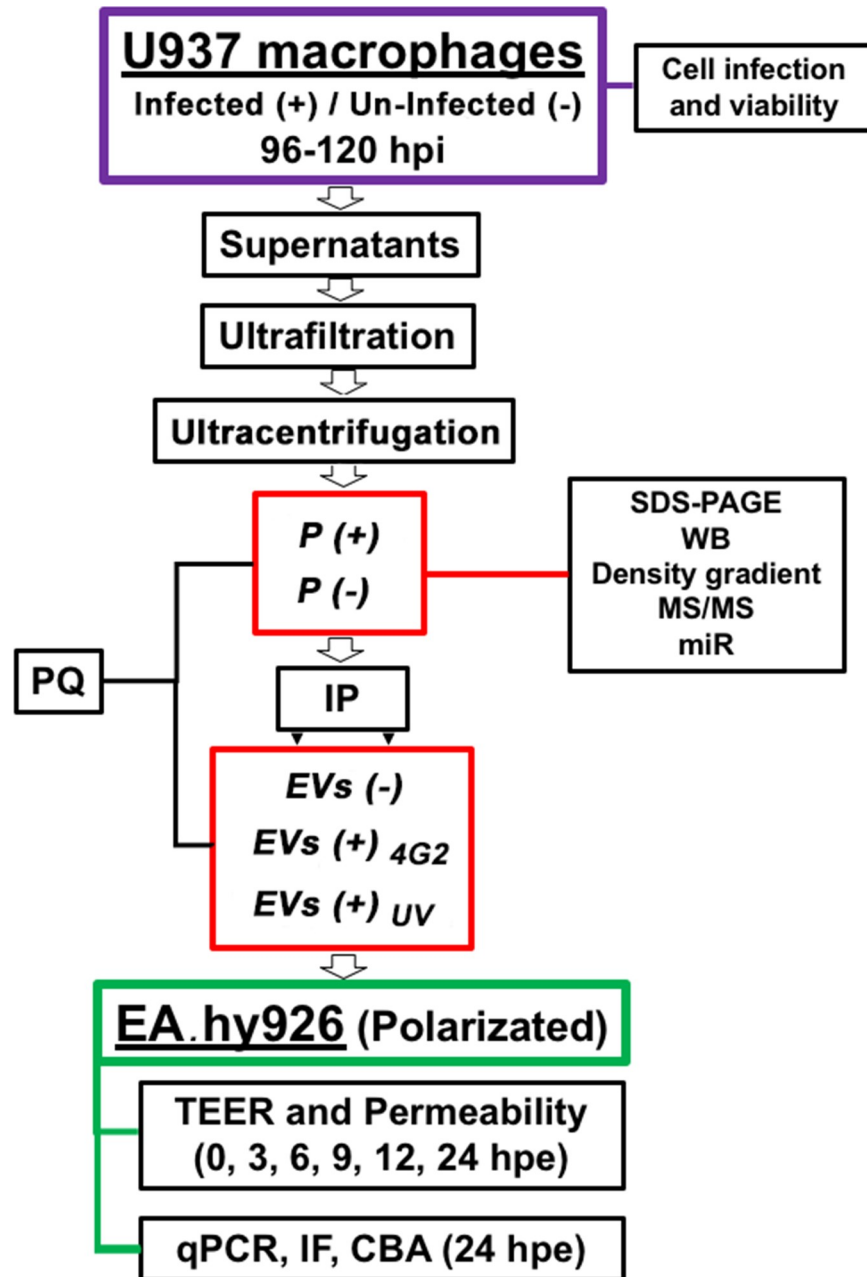 U937 macrophages
Infected (+) / Un-Infected (-)
96-120 hpi
Cell infection
and viability
Supernatants
Ultrafiltration
Ultracentrifugation
P (+)
P (-)
SDS-PAGE
WB
Density gradient
MS/MS
miR
PQ
IP
EVs (-)
EVs (+) 4G2
EVs (+) UV
EA.hy926 (Polarizated)
TEER and Permeability
(0, 3, 6, 9, 12, 24 hpe)
qPCR, IF, CBA (24 hpe)